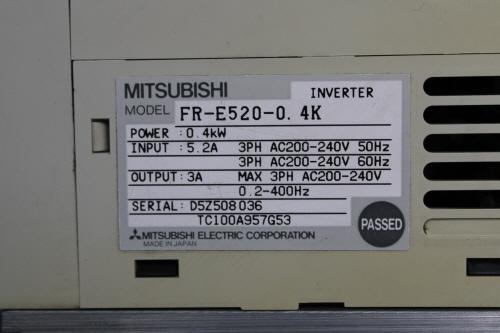 MITSUBISHI INVERTER
MODEL FR-E520-0.4K
POWER : 0.4kW
INPUT : 5.2A 3PH AC200-240V 50Hz
3PH AC200-240V 60Hz
OUTPUT: 3A MAX 3PH AC200-240V
0.2-400Hz
SERIAL: D5Z508036
TC100A957G53
PASSED
MITSUBISHI ELECTRIC CORPORATION
MADE IN JAPAN